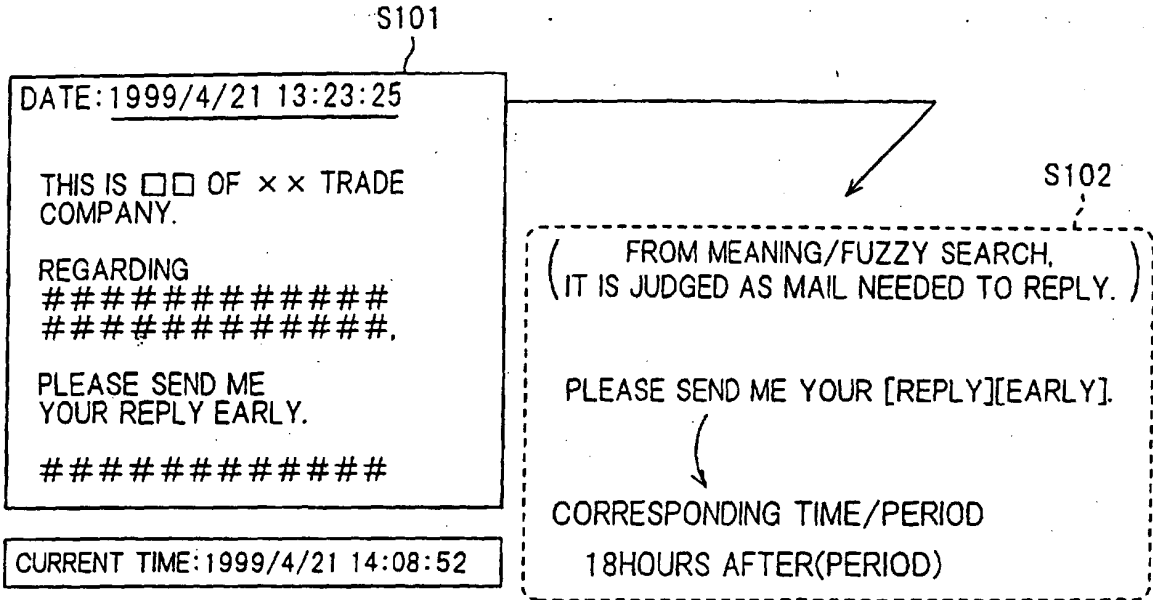 S101
DATE: 1999/4/21 13:23:25
THIS IS □□ OF ×× TRADE
COMPANY.
REGARDING
############
############,
PLEASE SEND ME
YOUR REPLY EARLY.
############
CURRENT TIME: 1999/4/21 14:08:52
S102
(FROM MEANING/FUZZY SEARCH,
IT IS JUDGED AS MAIL NEEDED TO REPLY.)
PLEASE SEND ME YOUR [REPLY][EARLY].
CORRESPONDING TIME/PERIOD
18HOURS AFTER(PERIOD)